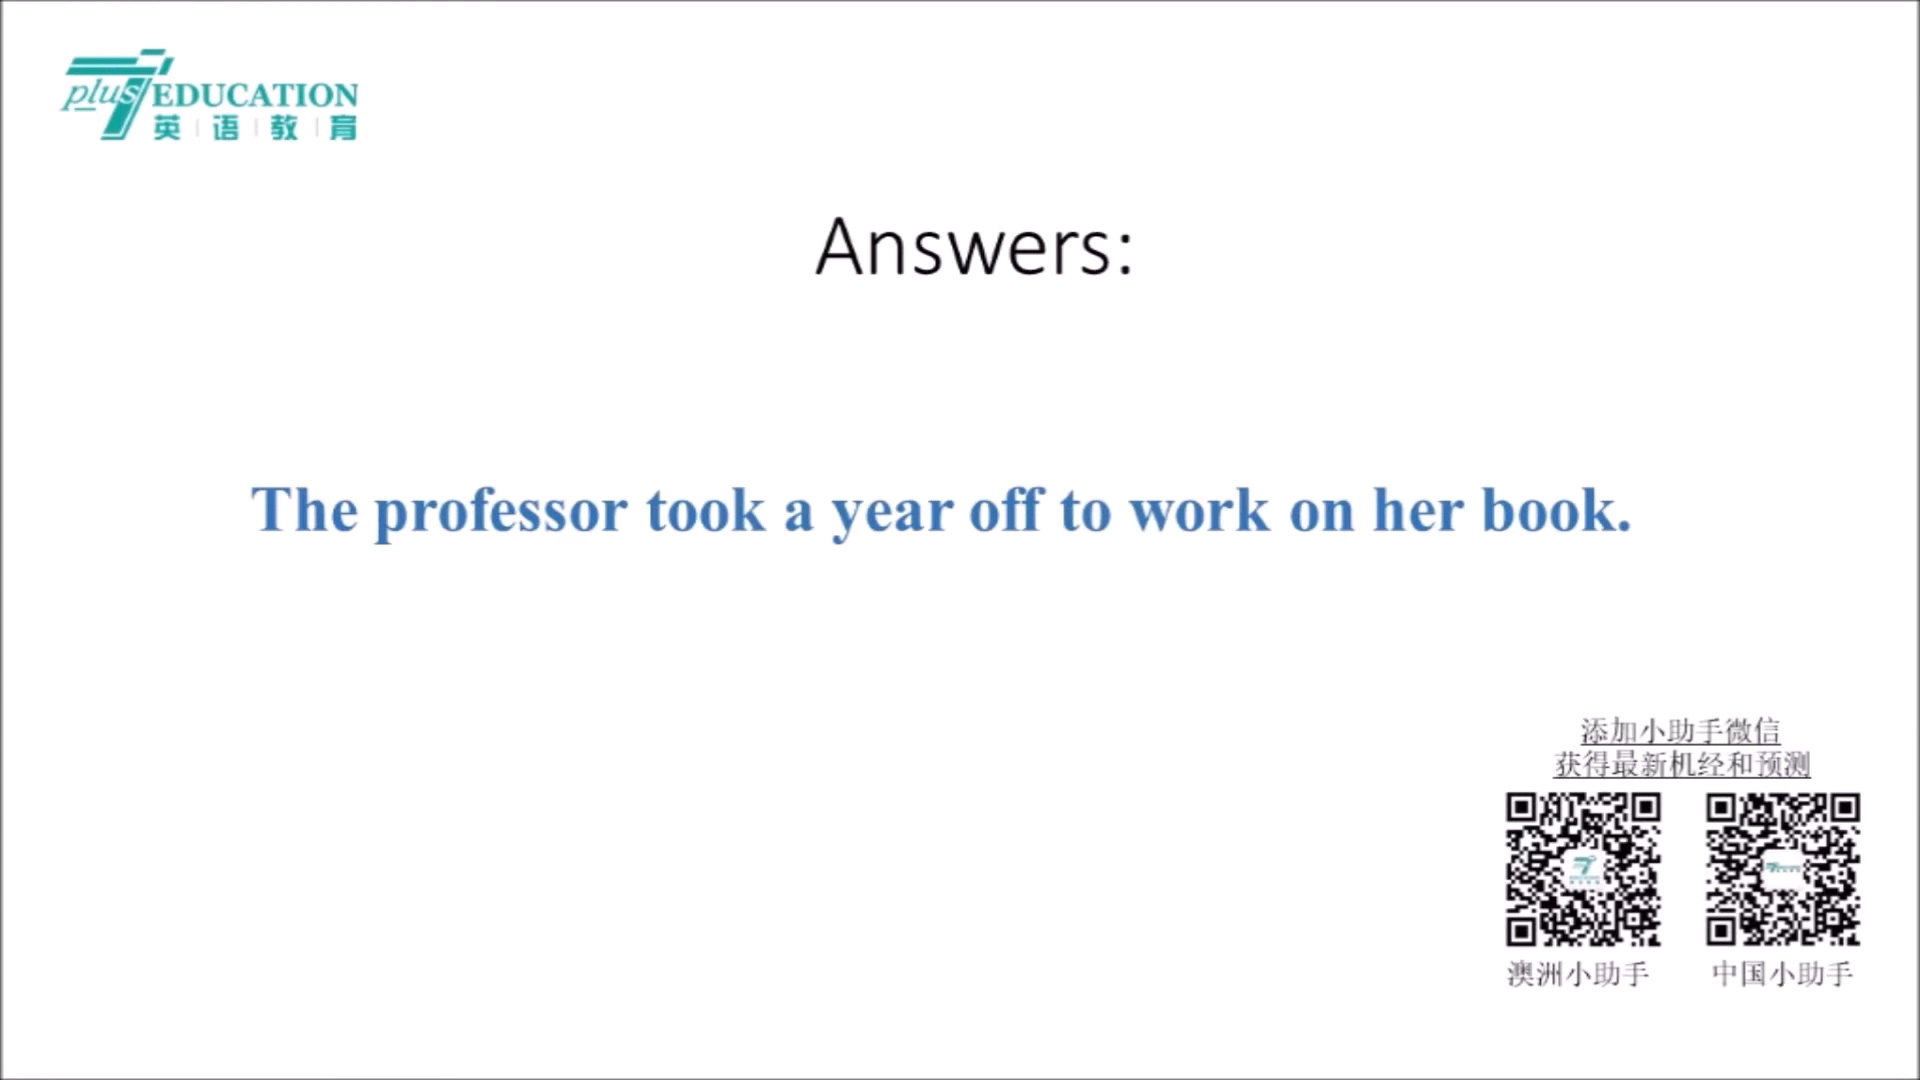 plus 7 EDUCATION
英 | 语 | 教 | 育
Answers:
The professor took a year off to work on her book.
添加小助手微信
获得最新机经和预测
澳洲小助手
中国小助手